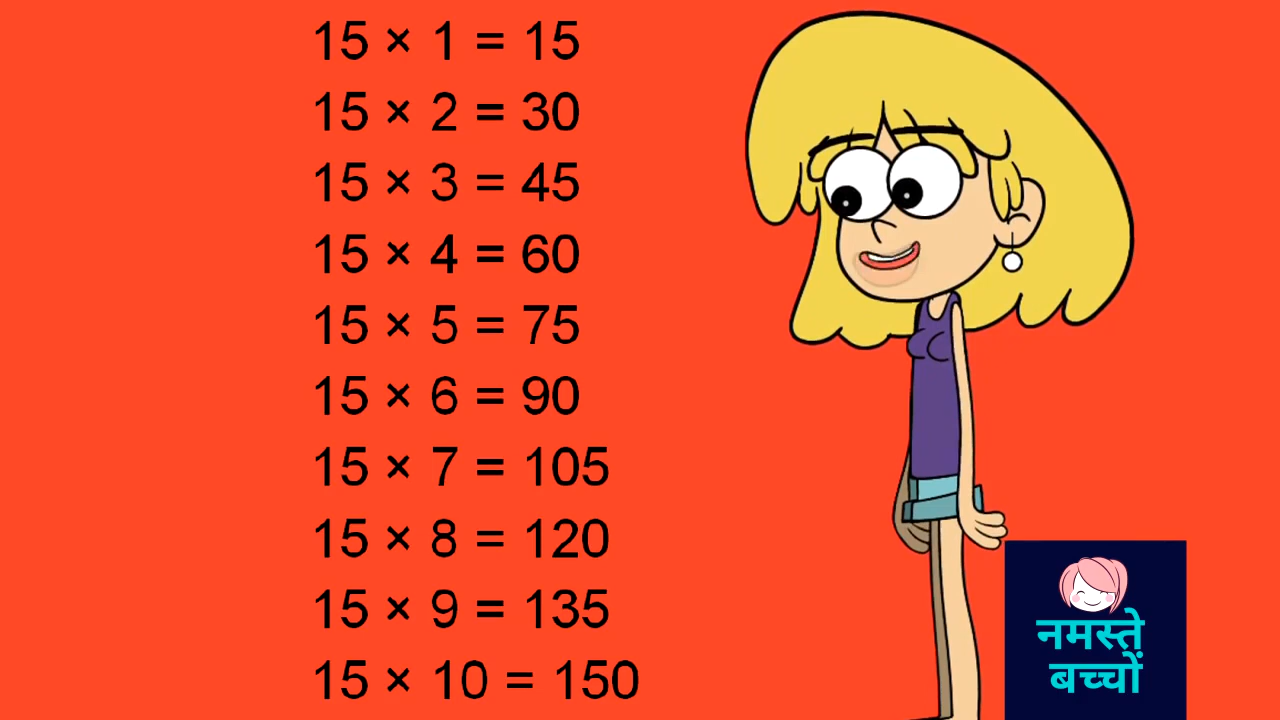 15 × 1 = 15
15 × 2 = 30
15 × 3 = 45
15 × 4 = 60
15 × 5 = 75
15 × 6 = 90
15 × 7 = 105
15 × 8 = 120
15 × 9 = 135
15 × 10 = 150
नमस्ते
बच्चों